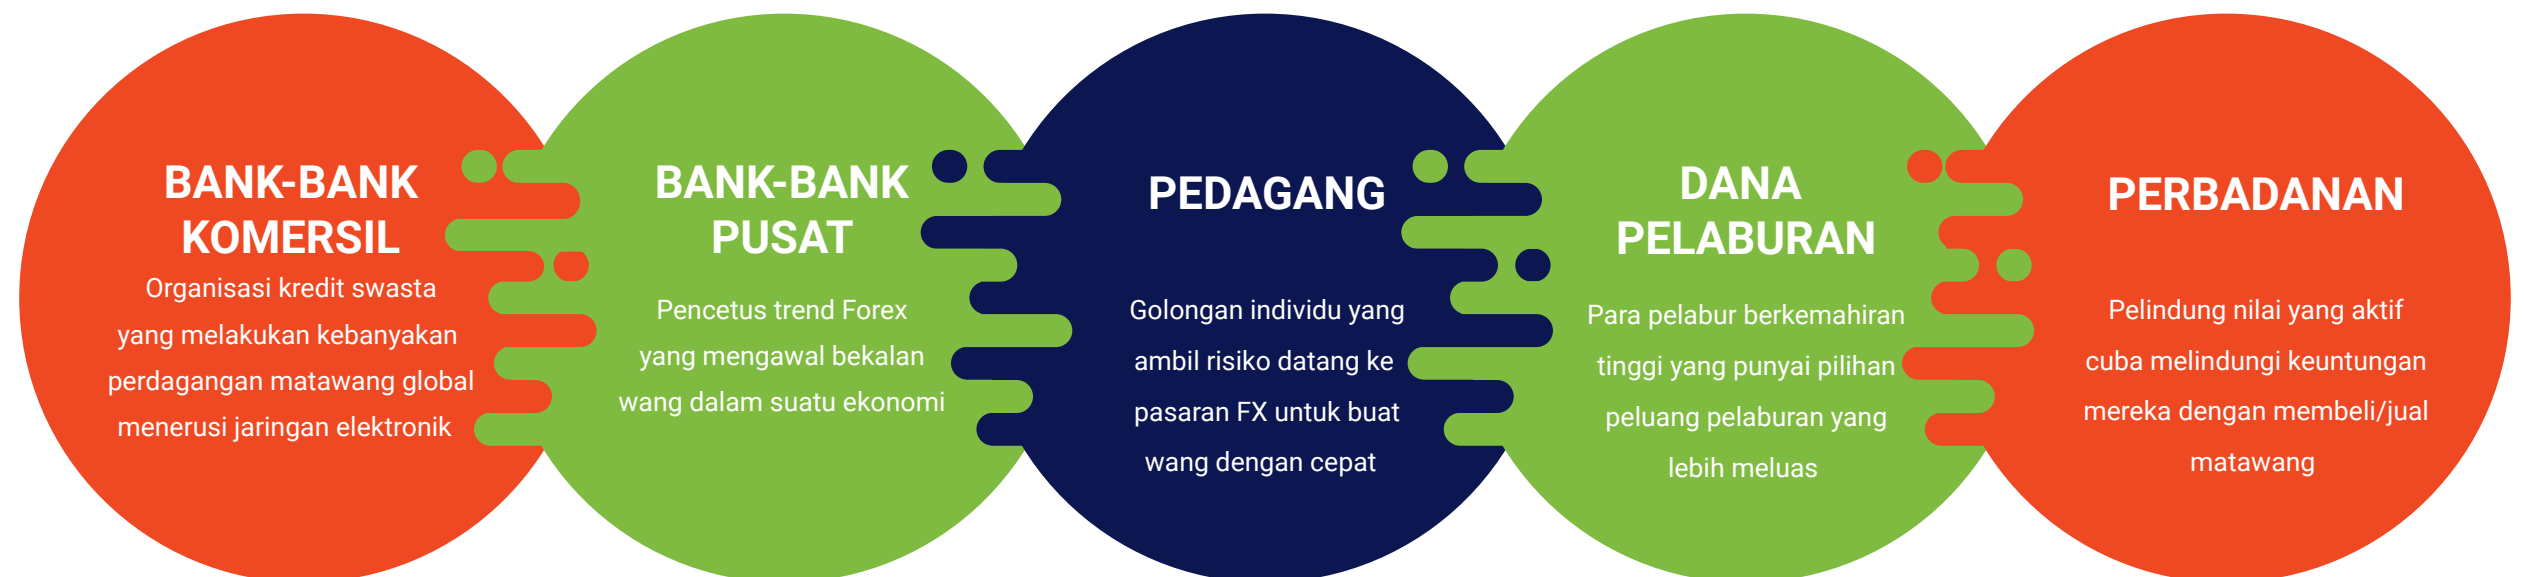 BANK-BANK
KOMERSIL
Organisasi kredit swasta
yang melakukan kebanyakan
perdagangan matawang global
menerusi jaringan elektronik
BANK-BANK
PUSAT
Pencetus trend Forex
yang mengawal bekalan
wang dalam suatu ekonomi
PEDAGANG
Golongan individu yang
ambil risiko datang ke
pasaran FX untuk buat
wang dengan cepat
DANA
PELABURAN
Para pelabur berkemahiran
tinggi yang punyai pilihan
peluang pelaburan yang
lebih meluas
PERBADANAN
Pelindung nilai yang aktif
cuba melindungi keuntungan
mereka dengan membeli/jual
matawang